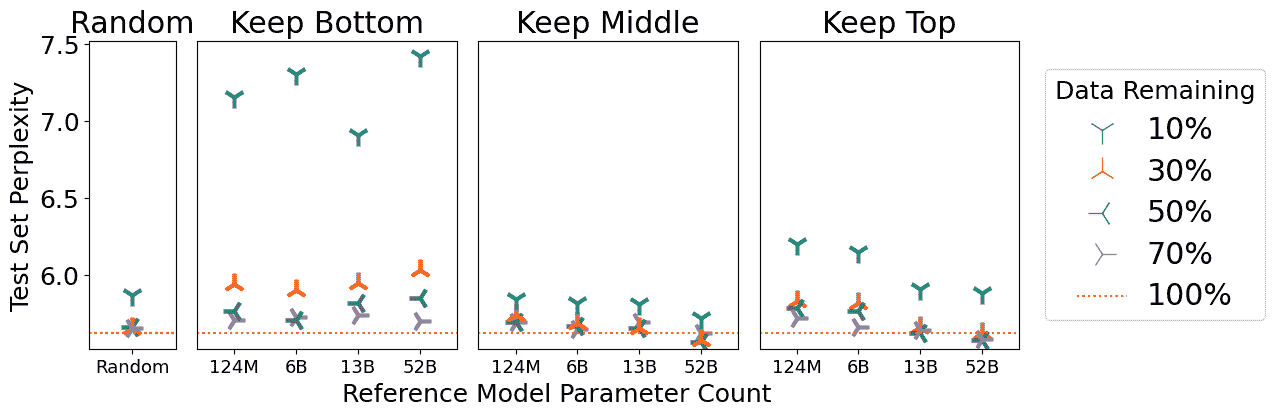 Random
Keep Bottom
Keep Middle
Keep Top
Test Set Perplexity
7.5
7.0
6.5
6.0
Random
124M 6B 13B 52B
124M 6B 13B 52B
124M 6B 13B 52B
Reference Model Parameter Count
Data Remaining
10%
30%
50%
70%
100%